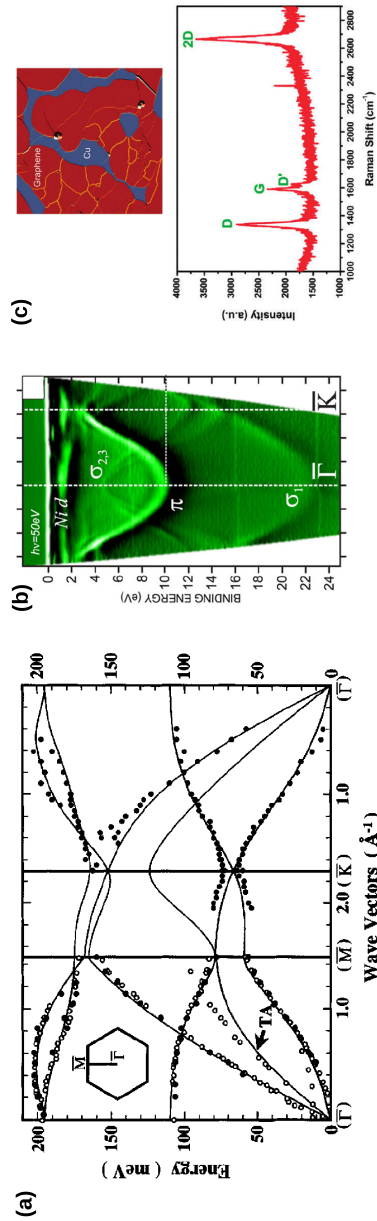 (a)
200
150
100
50
0
Energy ( meV )
200
150
100
50
0
M̅
Γ̅
TA
(Γ̅) 1.0 (M̅) 2.0 (K̅) 1.0 (Γ̅)
Wave Vectors ( Å⁻¹)
(b)
hν=50eV
0
2
4
6
8
10
12
14
16
18
20
22
24
BINDING ENERGY (eV)
Ni d
σ2,3
π
σ1
Γ̅
K̅
(c)
Graphene
Cu
4000
3500
3000
2500
2000
1500
1000
Intensity (a.u.)
D
G
D'
2D
1000 1200 1400 1600 1800 2000 2200 2400 2600 2800
Raman Shift (cm⁻¹)